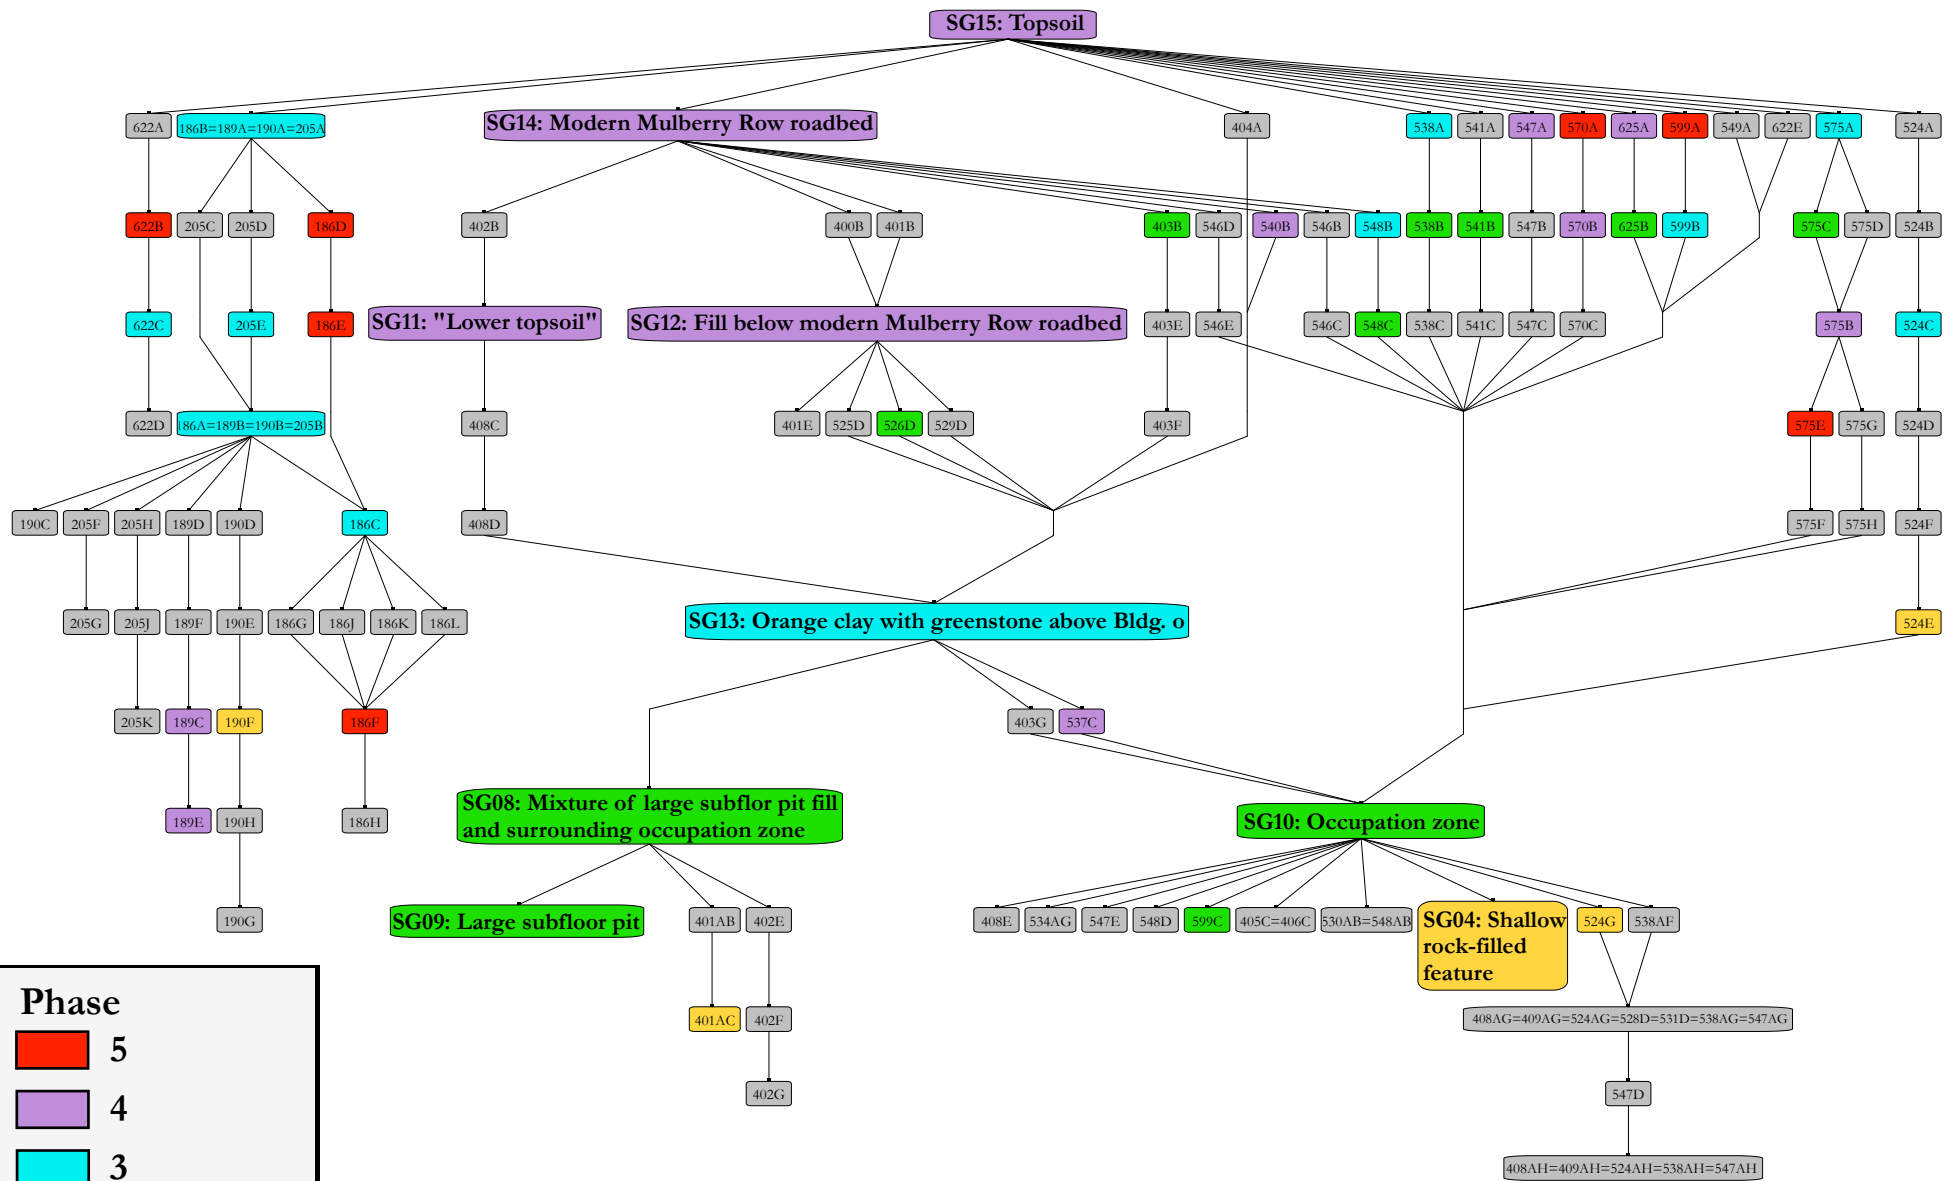 SG15: Topsoil
622A
186B=189A=190A=205A
SG14: Modern Mulberry Row roadbed
404A
538A
541A
547A
570A
625A
599A
549A
622E
575A
524A
622B
205C
205D
186D
402B
400B
401B
403B
546D
540B
546B
548B
538B
541B
547B
570B
625B
599B
575C
575D
524B
622C
205E
186E
SG11: "Lower topsoil"
SG12: Fill below modern Mulberry Row roadbed
403E
546E
546C
548C
538C
541C
547C
570C
575B
524C
622D
186A=189B=190B=205B
408C
401E
525D
526D
529D
403F
575E
575G
524D
190C
205F
205H
189D
190D
186C
408D
575F
575H
524F
205G
205J
189F
190E
186G
186J
186K
186L
SG13: Orange clay with greenstone above Bldg. o
524E
205K
189C
190F
186F
403G
537C
189E
190H
186H
SG08: Mixture of large subflor pit fill
and surrounding occupation zone
SG10: Occupation zone
190G
SG09: Large subfloor pit
401AB
402E
408E
534AG
547E
548D
599C
405C=406C
530AB=548AB
SG04: Shallow
rock-filled
feature
524G
538AF
401AC
402F
408AG=409AG=524AG=528D=531D=538AG=547AG
402G
547D
408AH=409AH=524AH=538AH=547AH
Phase
5
4
3